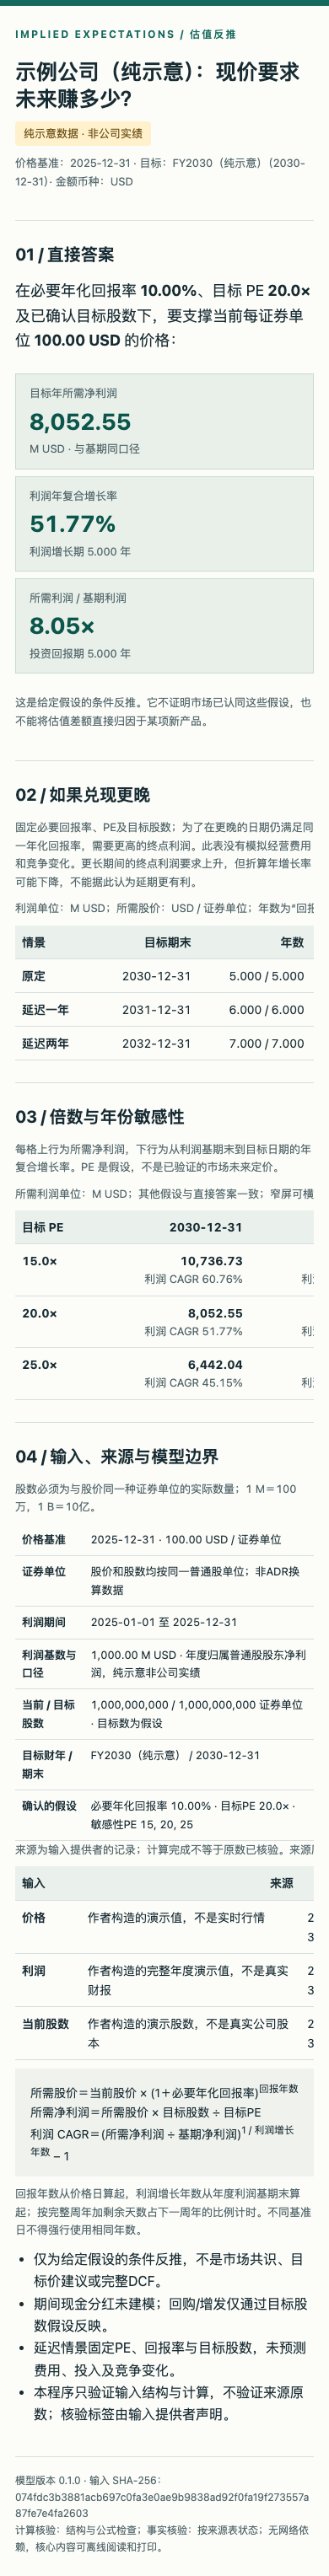 IMPLIED EXPECTATIONS / 估值反推
示例公司（纯示意）：现价要求
未来赚多少？
纯示意数据 · 非公司实绩
价格基准：2025-12-31 · 目标：FY2030（纯示意）(2030-
12-31) · 金额币种：USD
01 / 直接答案
在必要年化回报率 10.00%、目标 PE 20.0×
及已确认目标股数下，要支撑当前每证券单
位 100.00 USD 的价格：
目标年所需净利润
8,052.55
M USD · 与基期同口径
利润年复合增长率
51.77%
利润增长期 5.000 年
所需利润 / 基期利润
8.05×
投资回报期 5.000 年
这是给定假设的条件反推。它不证明市场已认同这些假设，也
不能将估值差额直接归因于某项新产品。
02 / 如果兑现更晚
固定必要回报率、PE及目标股数；为了在更晚的日期仍满足同
一年化回报率，需要更高的终点利润。此表没有模拟经营费用
和竞争变化。更长期间的终点利润要求上升，但折算年增长率
可能下降，不能据此认为延期更有利。
利润单位：M USD；所需股价：USD / 证券单位；年数为“回报
情景 目标期末 年数
原定 2030-12-31 5.000 / 5.000
延迟一年 2031-12-31 6.000 / 6.000
延迟两年 2032-12-31 7.000 / 7.000
03 / 倍数与年份敏感性
每格上行为所需净利润，下行为从利润基期末到目标日期的年
复合增长率。PE 是假设，不是已验证的市场未来定价。
所需利润单位：M USD；其他假设与直接答案一致；窄屏可横
目标 PE 2030-12-31
15.0× 10,736.73
利润 CAGR 60.76% 利
20.0× 8,052.55
利润 CAGR 51.77% 利
25.0× 6,442.04
利润 CAGR 45.15% 利
04 / 输入、来源与模型边界
股数必须为与股价同一种证券单位的实际数量；1 M＝100
万，1 B＝10亿。
价格基准 2025-12-31 · 100.00 USD / 证券单位
证券单位 股价和股数均按同一普通股单位；非ADR换
算数据
利润期间 2025-01-01 至 2025-12-31
利润基数与 1,000.00 M USD · 年度归属普通股股东净利
口径 润，纯示意非公司实绩
当前 / 目标 1,000,000,000 / 1,000,000,000 证券单位
股数 · 目标数为假设
目标财年 / FY2030（纯示意） / 2030-12-31
期末
确认的假设 必要年化回报率 10.00% · 目标PE 20.0× ·
敏感性PE 15, 20, 25
来源为输入提供者的记录；计算完成不等于原数已核验。来源
输入 来源
价格 作者构造的演示值，不是实时行情 2
3
利润 作者构造的完整年度演示值，不是真实 2
财报 3
当前股数 作者构造的演示股数，不是真实公司股 2
本 3
所需股价＝当前股价 × (1＋必要年化回报率)回报年数
所需净利润＝所需股价 × 目标股数 ÷ 目标PE
利润 CAGR＝(所需净利润 ÷ 基期净利润)1 / 利润增长
年数 − 1
回报年数从价格日算起，利润增长年数从年度利润基期末算
起；按完整周年加剩余天数占下一周年的比例计时。不同基准
日不得强行使用相同年数。
• 仅为给定假设的条件反推，不是市场共识、目
标价建议或完整DCF。
• 期间现金分红未建模；回购/增发仅通过目标股
数假设反映。
• 延迟情景固定PE、回报率与目标股数，未预测
费用、投入及竞争变化。
• 本程序只验证输入结构与计算，不验证来源原
数；核验标签由输入提供者声明。
模型版本 0.1.0 · 输入 SHA-256：
074fdc3b3881acb697c0fa3e0ae9b9838ad92f0fa19f273557a
87fe7e4fa2603
计算核验：结构与公式检查；事实核验：按来源表状态；无网络依
赖，核心内容可离线阅读和打印。